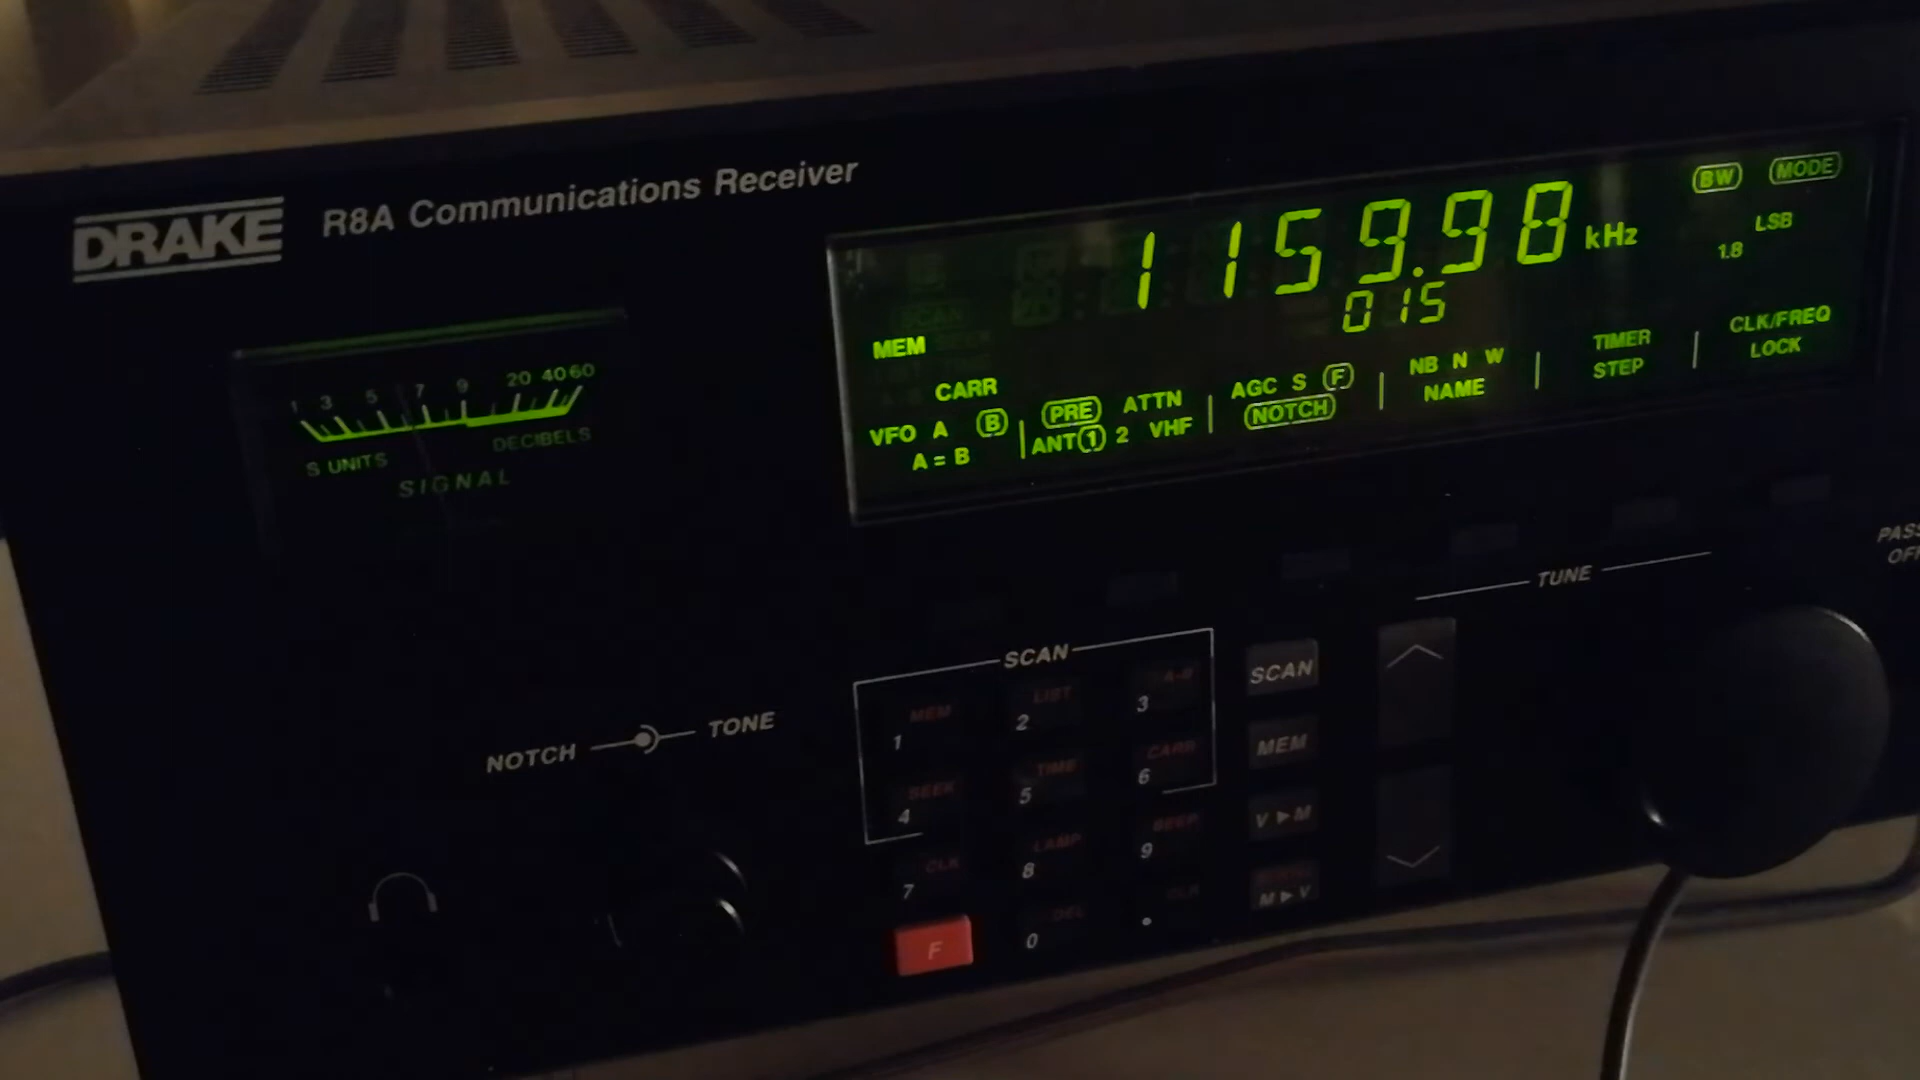 DRAKE R8A Communications Receiver
BW MODE
1159.98 kHz
LSB
1.8
015
MEM
CARR
VFO A B
A = B
PRE ATTN
ANT 1 2 VHF
AGC S F
NOTCH
NB N W
NAME
TIMER
STEP
CLK/FREQ
LOCK
1 3 5 7 9 20 40 60
S UNITS DECIBELS
SIGNAL
PASS
OFF
TUNE
SCAN
MEM LIST A-B
1 2 3
SEEK TIME CARR
4 5 6
CLK LAMP BEEP
7 8 9
DEL CLR
F 0 .
SCAN
MEM
V ▶ M
M ▶ V
NOTCH TONE